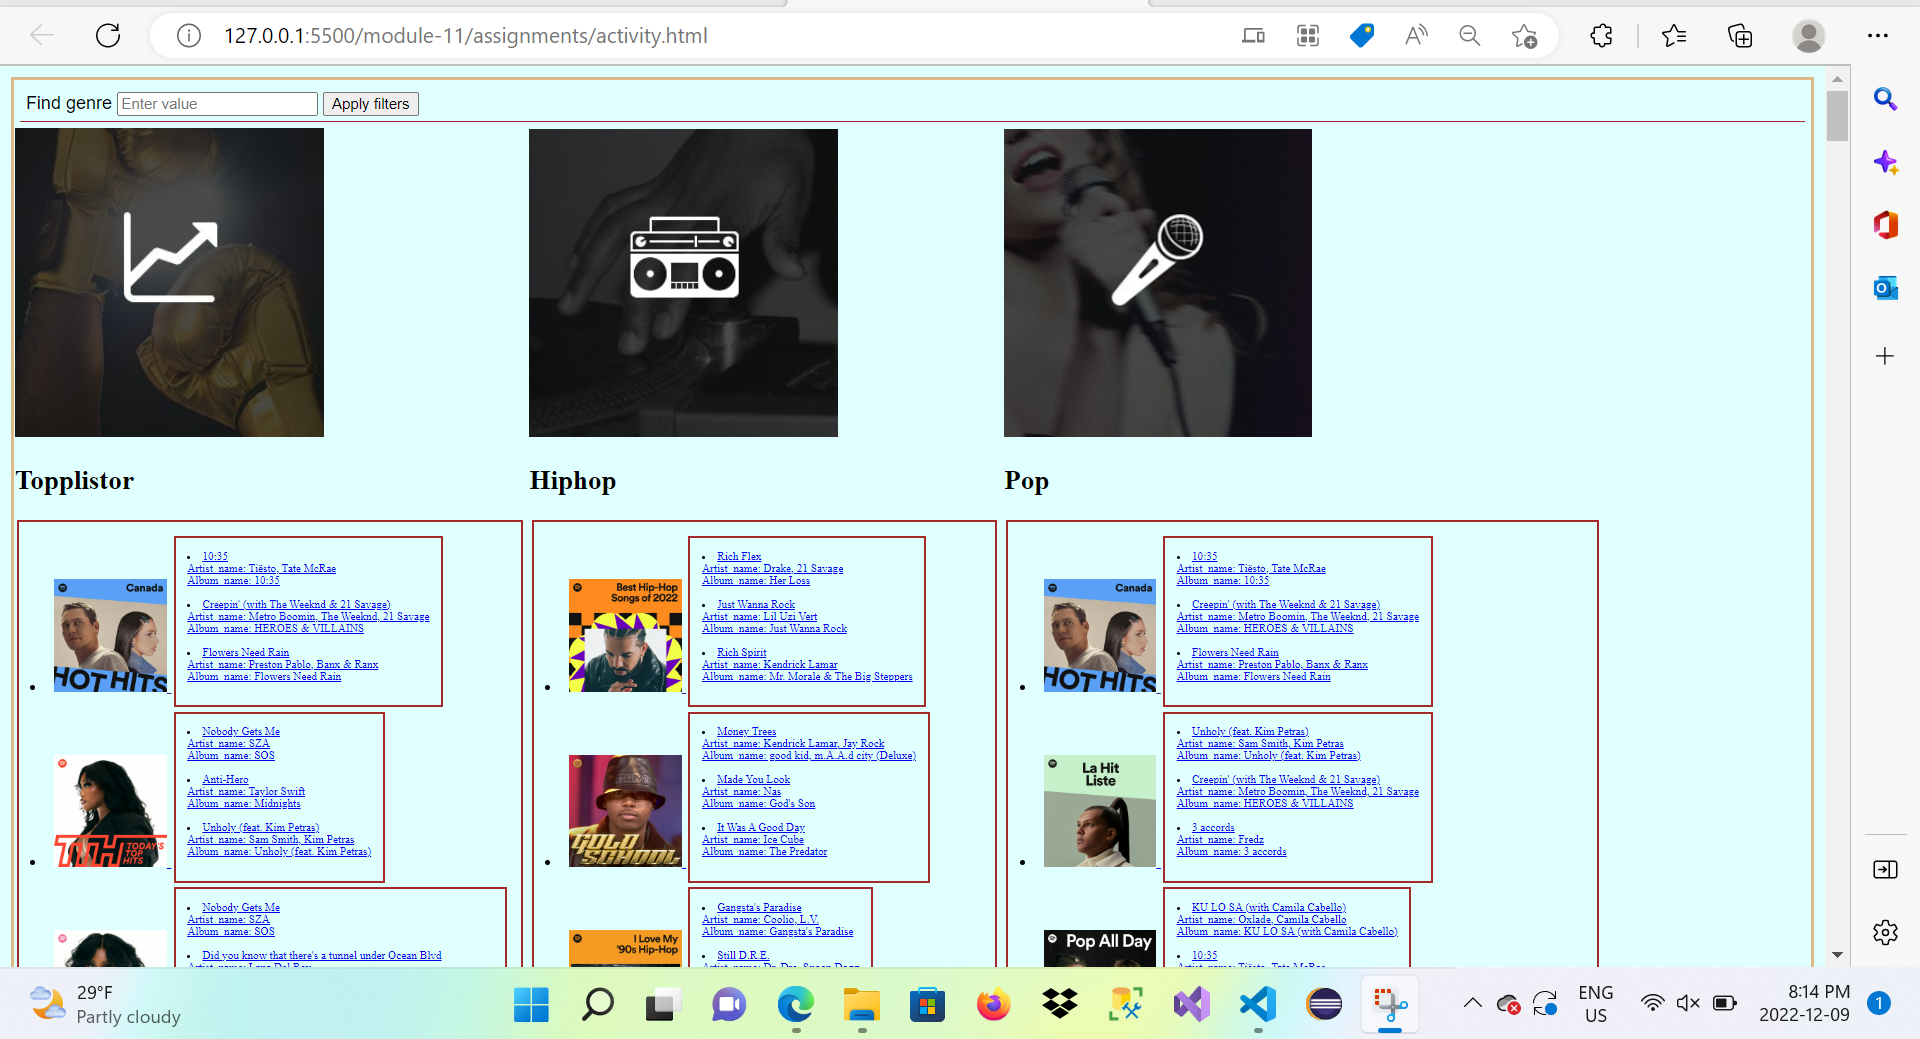 127.0.0.1:5500/module-11/assignments/activity.html
Find genre Enter value Apply filters
Topplistor
Canada
HOT HITS
10:35
Artist_name: Tiësto, Tate McRae
Album_name: 10:35
Creepin' (with The Weeknd & 21 Savage)
Artist_name: Metro Boomin, The Weeknd, 21 Savage
Album_name: HEROES & VILLAINS
Flowers Need Rain
Artist_name: Preston Pablo, Banx & Ranx
Album_name: Flowers Need Rain
TTH TODAY'S
TOP
HITS
Nobody Gets Me
Artist_name: SZA
Album_name: SOS
Anti-Hero
Artist_name: Taylor Swift
Album_name: Midnights
Unholy (feat. Kim Petras)
Artist_name: Sam Smith, Kim Petras
Album_name: Unholy (feat. Kim Petras)
Nobody Gets Me
Artist_name: SZA
Album_name: SOS
Did you know that there's a tunnel under Ocean Blvd
Artist_name: Lana Del Rey
Hiphop
Best Hip-Hop
Songs of 2022
Rich Flex
Artist_name: Drake, 21 Savage
Album_name: Her Loss
Just Wanna Rock
Artist_name: Lil Uzi Vert
Album_name: Just Wanna Rock
Rich Spirit
Artist_name: Kendrick Lamar
Album_name: Mr. Morale & The Big Steppers
GOLD
SCHOOL
Money Trees
Artist_name: Kendrick Lamar, Jay Rock
Album_name: good kid, m.A.A.d city (Deluxe)
Made You Look
Artist_name: Nas
Album_name: God's Son
It Was A Good Day
Artist_name: Ice Cube
Album_name: The Predator
I Love My
'90s Hip-Hop
Gangsta's Paradise
Artist_name: Coolio, L.V.
Album_name: Gangsta's Paradise
Still D.R.E.
Artist_name: Dr. Dre, Snoop Dogg
Pop
Canada
HOT HITS
10:35
Artist_name: Tiësto, Tate McRae
Album_name: 10:35
Creepin' (with The Weeknd & 21 Savage)
Artist_name: Metro Boomin, The Weeknd, 21 Savage
Album_name: HEROES & VILLAINS
Flowers Need Rain
Artist_name: Preston Pablo, Banx & Ranx
Album_name: Flowers Need Rain
La Hit
Liste
Unholy (feat. Kim Petras)
Artist_name: Sam Smith, Kim Petras
Album_name: Unholy (feat. Kim Petras)
Creepin' (with The Weeknd & 21 Savage)
Artist_name: Metro Boomin, The Weeknd, 21 Savage
Album_name: HEROES & VILLAINS
3 accords
Artist_name: Fredz
Album_name: 3 accords
Pop All Day
KU LO SA (with Camila Cabello)
Artist_name: Oxlade, Camila Cabello
Album_name: KU LO SA (with Camila Cabello)
10:35
Artist_name: Tiësto, Tate McRae
29°F
Partly cloudy
ENG
US
8:14 PM
2022-12-09
1